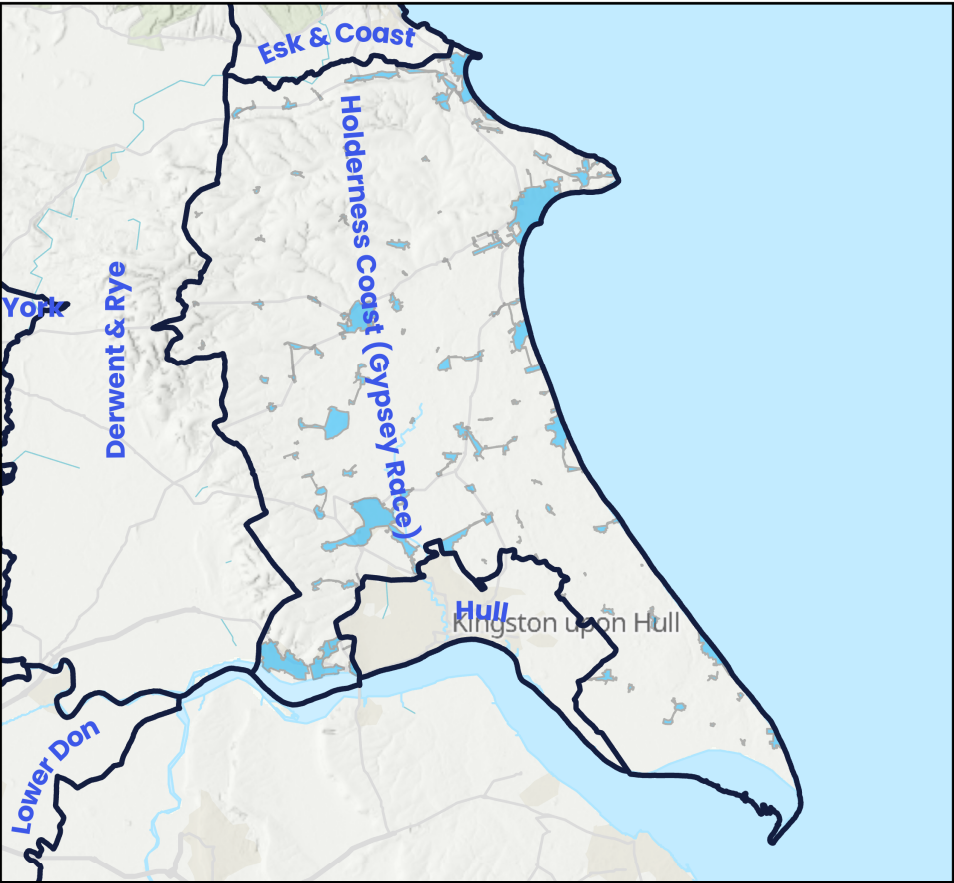 Esk & Coast
Holderness Coast (Gypsey Race)
York
Derwent & Rye
Hull
Kingston upon Hull
Lower Don